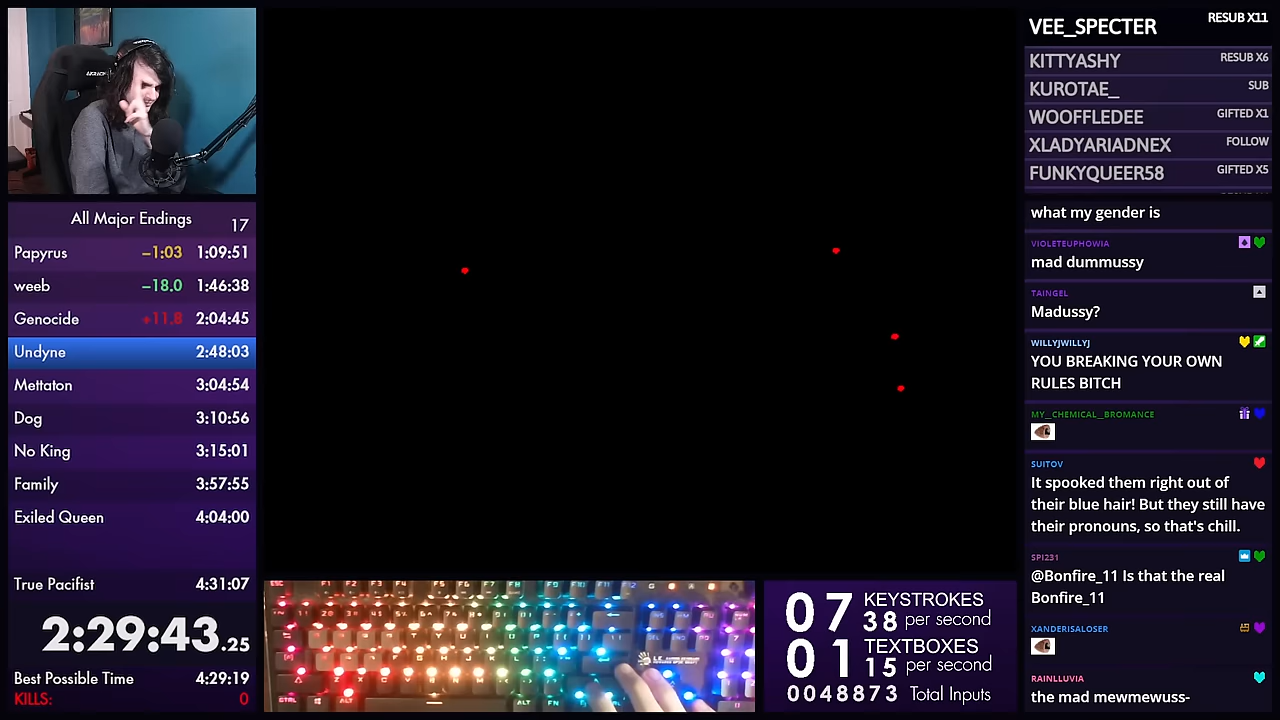 All Major Endings
17
Papyrus −1:03 1:09:51
weeb −18.0 1:46:38
Genocide +11.8 2:04:45
Undyne 2:48:03
Mettaton 3:04:54
Dog 3:10:56
No King 3:15:01
Family 3:57:55
Exiled Queen 4:04:00
True Pacifist 4:31:07
2:29:43.25
Best Possible Time 4:29:19
KILLS: 0
07 KEYSTROKES
38 per second
01 TEXTBOXES
15 per second
0048873 Total Inputs
VEE_SPECTER RESUB X11
KITTYASHY RESUB X6
KUROTAE_ SUB
WOOFFLEDEE GIFTED X1
XLADYARIADNEX FOLLOW
FUNKYQUEER58 GIFTED X5
what my gender is
VIOLETEUPHOWIA
mad dummussy
TAINGEL
Madussy?
WILLYJWILLYJ
YOU BREAKING YOUR OWN
RULES BITCH
MY__CHEMICAL__BROMANCE
SUITOV
It spooked them right out of
their blue hair! But they still have
their pronouns, so that's chill.
SPI231
@Bonfire_11 Is that the real
Bonfire_11
XANDERISALOSER
RAINLLUVIA
the mad mewmewuss-